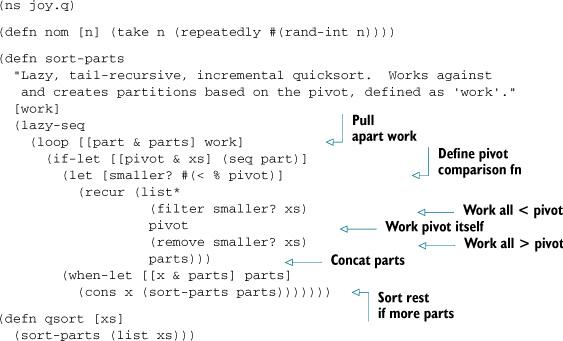 (ns joy.q)
(defn nom [n] (take n (repeatedly #(rand-int n))))
(defn sort-parts
"Lazy, tail-recursive, incremental quicksort.  Works against
and creates partitions based on the pivot, defined as 'work'."
[work]
(lazy-seq
(loop [[part & parts] work]
Pull
apart work
(if-let [[pivot & xs] (seq part)]
(let [smaller? #(< % pivot)]
Define pivot
comparison fn
(recur (list*
(filter smaller? xs)
Work all < pivot
pivot
Work pivot itself
(remove smaller? xs)
Work all > pivot
parts)))
Concat parts
(when-let [[x & parts] parts]
(cons x (sort-parts parts)))))))
Sort rest
if more parts
(defn qsort [xs]
(sort-parts (list xs)))